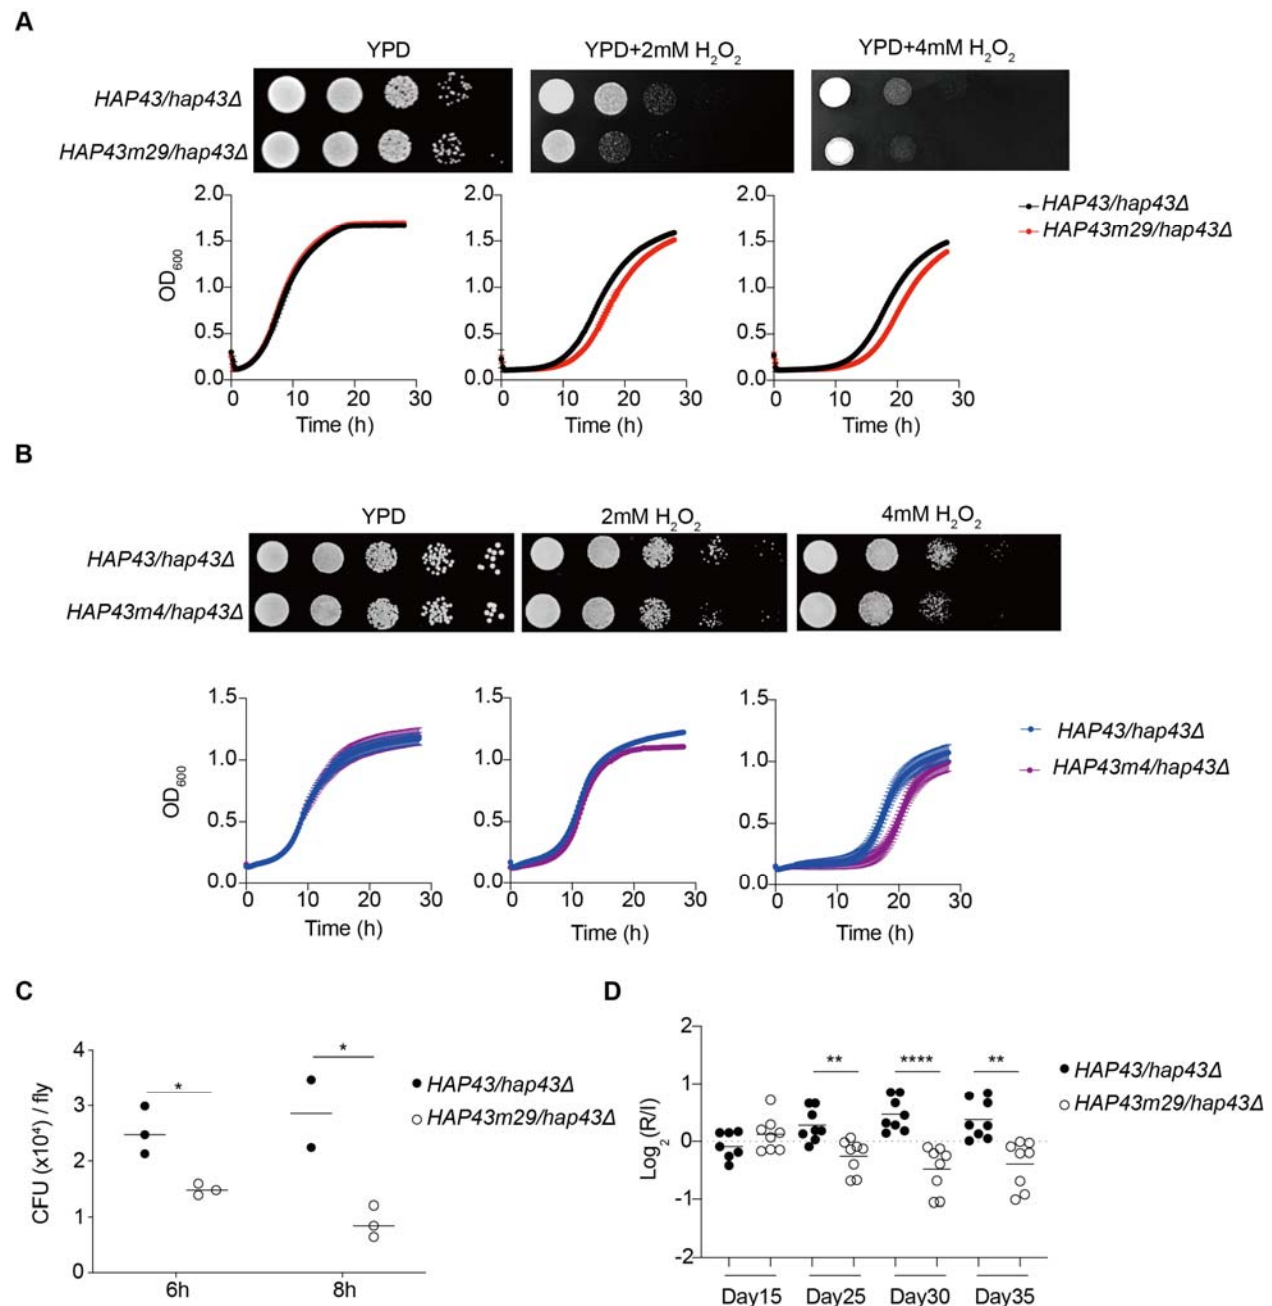 A
YPD
YPD+2mM H2O2
YPD+4mM H2O2
HAP43/hap43Δ
HAP43m29/hap43Δ
2.0
1.5
1.0
0.5
0.0
OD600
0 10 20 30
Time (h)
2.0
1.5
1.0
0.5
0.0
0 10 20 30
Time (h)
2.0
1.5
1.0
0.5
0.0
0 10 20 30
Time (h)
HAP43/hap43Δ
HAP43m29/hap43Δ
B
YPD
2mM H2O2
4mM H2O2
HAP43/hap43Δ
HAP43m4/hap43Δ
1.5
1.0
0.5
0.0
OD600
0 10 20 30
Time (h)
1.5
1.0
0.5
0.0
0 10 20 30
Time (h)
1.5
1.0
0.5
0.0
0 10 20 30
Time (h)
HAP43/hap43Δ
HAP43m4/hap43Δ
C
CFU (x10⁴) / fly
4
3
2
1
0
*
*
6h 8h
HAP43/hap43Δ
HAP43m29/hap43Δ
D
Log2(R/I)
2
1
0
-1
-2
** **** **
Day15 Day25 Day30 Day35
HAP43/hap43Δ
HAP43m29/hap43Δ